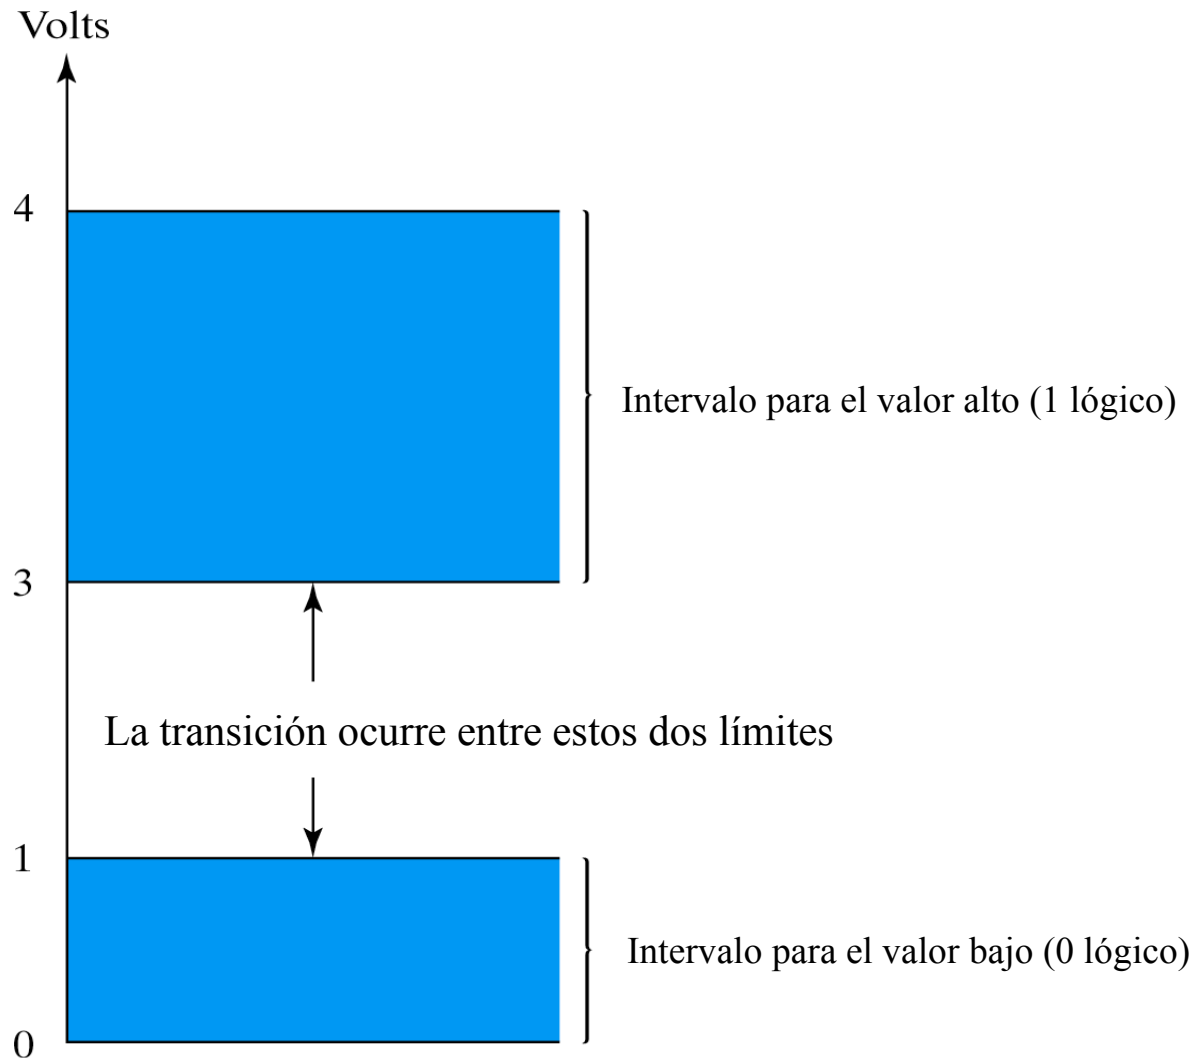 Volts
4
Intervalo para el valor alto (1 lógico)
3
La transición ocurre entre estos dos límites
1
Intervalo para el valor bajo (0 lógico)
0